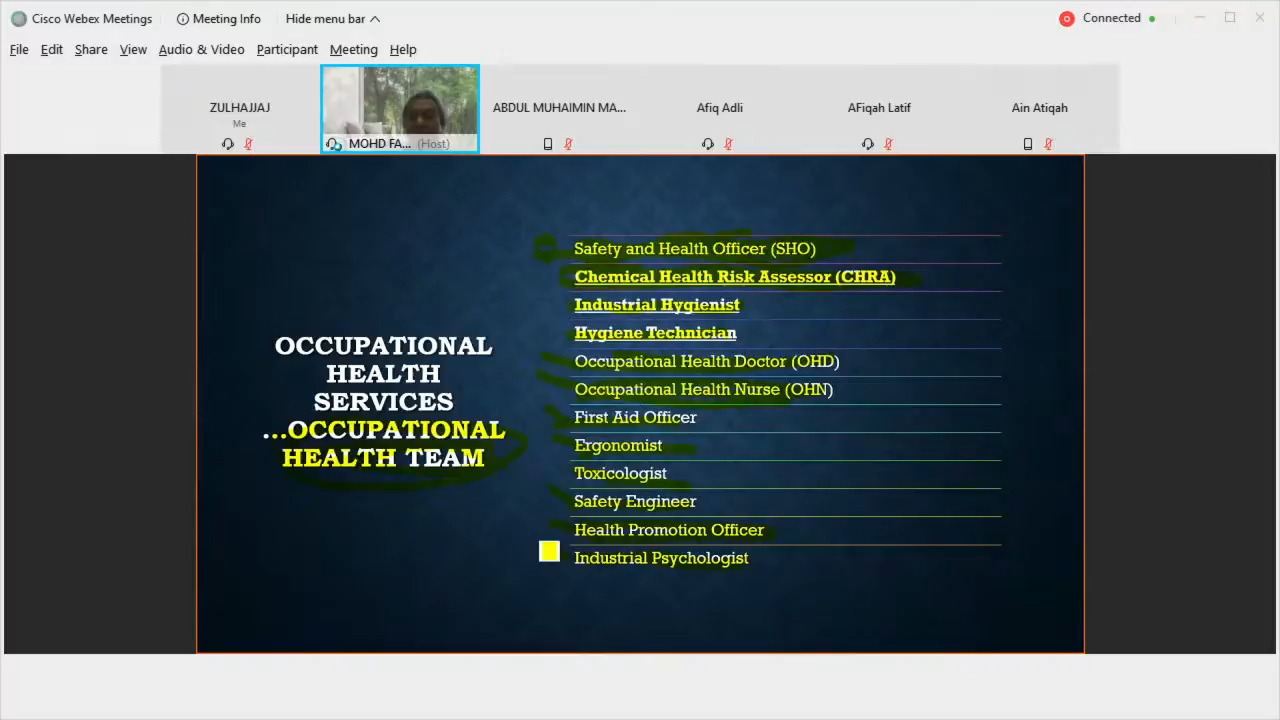 Cisco Webex Meetings Meeting Info Hide menu bar Connected
File Edit Share View Audio & Video Participant Meeting Help
ZULHAJJAJ
Me
MOHD FA... (Host)
ABDUL MUHAIMIN MA...
Afiq Adli
AFiqah Latif
Ain Atiqah
OCCUPATIONAL
HEALTH
SERVICES
...OCCUPATIONAL
HEALTH TEAM
Safety and Health Officer (SHO)
Chemical Health Risk Assessor (CHRA)
Industrial Hygienist
Hygiene Technician
Occupational Health Doctor (OHD)
Occupational Health Nurse (OHN)
First Aid Officer
Ergonomist
Toxicologist
Safety Engineer
Health Promotion Officer
Industrial Psychologist